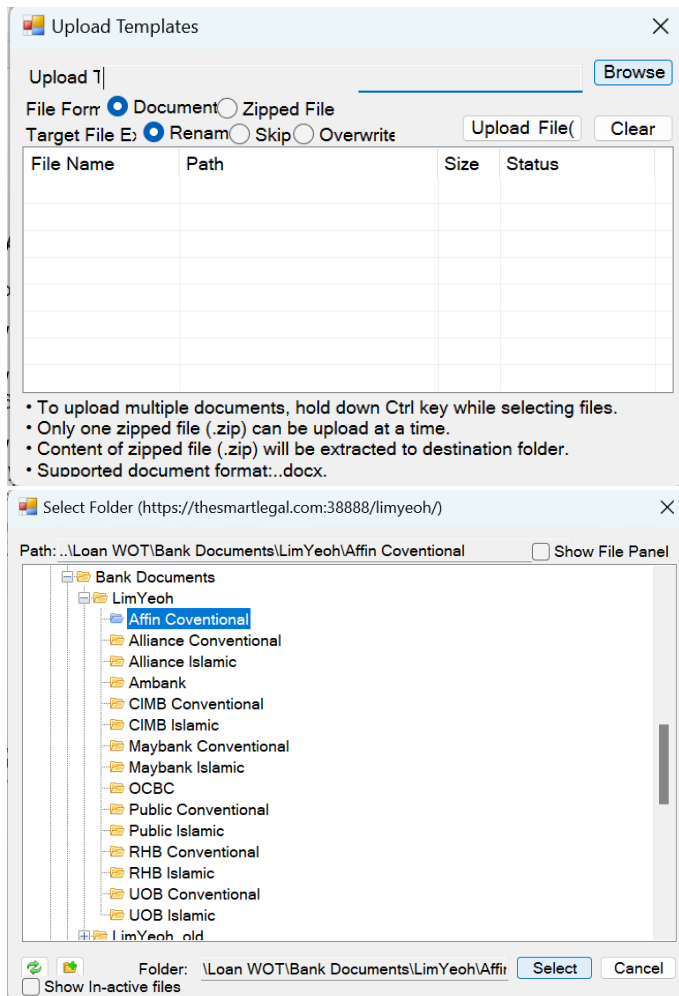 Upload Templates
Upload T
Browse
File Form Document Zipped File
Target File Ex Renam Skip Overwrite
Upload File(
Clear
File Name Path Size Status
• To upload multiple documents, hold down Ctrl key while selecting files.
• Only one zipped file (.zip) can be upload at a time.
• Content of zipped file (.zip) will be extracted to destination folder.
• Supported document format:..docx.
Select Folder (https://thesmartlegal.com:38888/limyeoh/)
Path: ..\Loan WOT\Bank Documents\LimYeoh\Affin Coventional Show File Panel
Bank Documents
LimYeoh
Affin Coventional
Alliance Conventional
Alliance Islamic
Ambank
CIMB Conventional
CIMB Islamic
Maybank Conventional
Maybank Islamic
OCBC
Public Conventional
Public Islamic
RHB Conventional
RHB Islamic
UOB Conventional
UOB Islamic
LimYeoh_old
Folder: \Loan WOT\Bank Documents\LimYeoh\Affir Select Cancel
Show In-active files